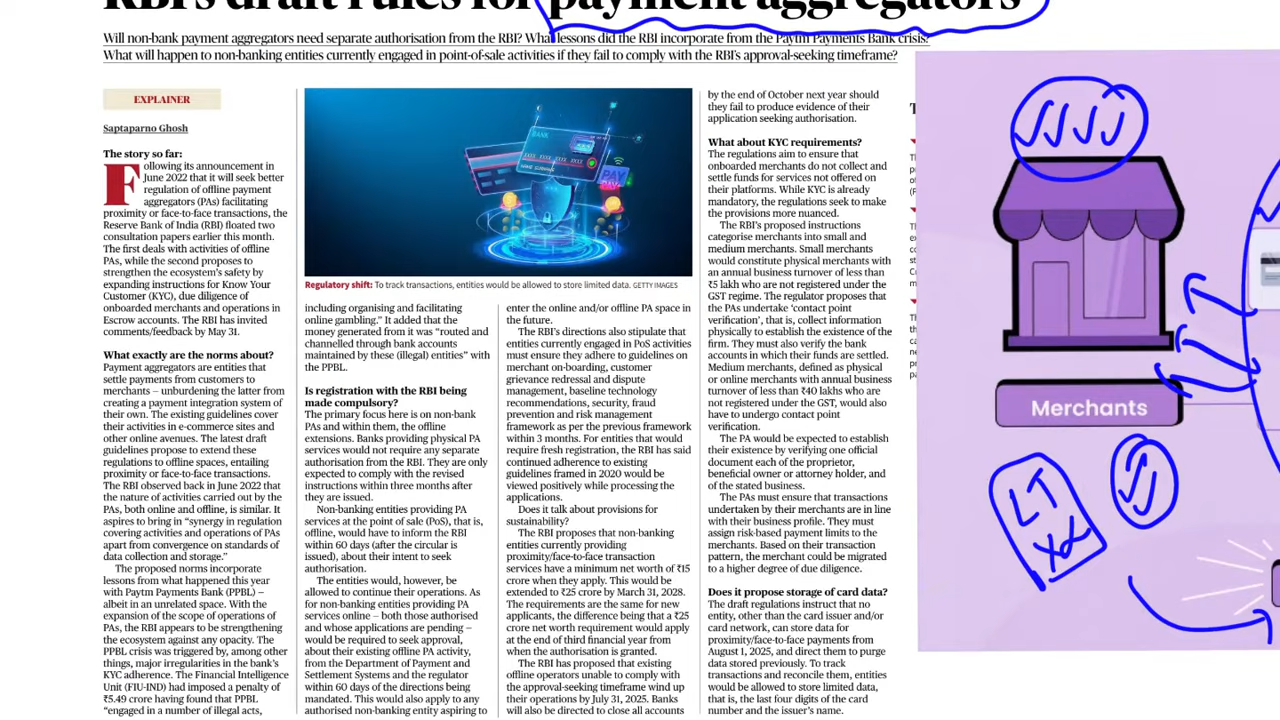 RBI's draft rules for payment aggregators
Will non-bank payment aggregators need separate authorisation from the RBI? What lessons did the RBI incorporate from the Paytm Payments Bank crisis?
What will happen to non-banking entities currently engaged in point-of-sale activities if they fail to comply with the RBI's approval-seeking timeframe?
EXPLAINER
Saptaparno Ghosh
The story so far:
Following its announcement in
June 2022 that it will seek better
regulation of offline payment
aggregators (PAs) facilitating
proximity or face-to-face transactions, the
Reserve Bank of India (RBI) floated two
consultation papers earlier this month.
The first deals with activities of offline
PAs, while the second proposes to
strengthen the ecosystem's safety by
expanding instructions for Know Your
Customer (KYC), due diligence of
onboarded merchants and operations in
Escrow accounts. The RBI has invited
comments/feedback by May 31.
What exactly are the norms about?
Payment aggregators are entities that
settle payments from customers to
merchants – unburdening the latter from
creating a payment integration system of
their own. The existing guidelines cover
their activities in e-commerce sites and
other online avenues. The latest draft
guidelines propose to extend these
regulations to offline spaces, entailing
proximity or face-to-face transactions.
The RBI observed back in June 2022 that
the nature of activities carried out by the
PAs, both online and offline, is similar. It
aspires to bring in “synergy in regulation
covering activities and operations of PAs
apart from convergence on standards of
data collection and storage.”
The proposed norms incorporate
lessons from what happened this year
with Paytm Payments Bank (PPBL) –
albeit in an unrelated space. With the
expansion of the scope of operations of
PAs, the RBI appears to be strengthening
the ecosystem against any opacity. The
PPBL crisis was triggered by, among other
things, major irregularities in the bank's
KYC adherence. The Financial Intelligence
Unit (FIU-IND) had imposed a penalty of
₹5.49 crore having found that PPBL
“engaged in a number of illegal acts,
Regulatory shift: To track transactions, entities would be allowed to store limited data. GETTY IMAGES
including organising and facilitating
online gambling.” It added that the
money generated from it was “routed and
channelled through bank accounts
maintained by these (illegal) entities” with
the PPBL.
Is registration with the RBI being
made compulsory?
The primary focus here is on non-bank
PAs and within them, the offline
extensions. Banks providing physical PA
services would not require any separate
authorisation from the RBI. They are only
expected to comply with the revised
instructions within three months after
they are issued.
Non-banking entities providing PA
services at the point of sale (PoS), that is,
offline, would have to inform the RBI
within 60 days (after the circular is
issued), about their intent to seek
authorisation.
The entities would, however, be
allowed to continue their operations. As
for non-banking entities providing PA
services online – both those authorised
and whose applications are pending –
would be required to seek approval,
about their existing offline PA activity,
from the Department of Payment and
Settlement Systems and the regulator
within 60 days of the directions being
mandated. This would also apply to any
authorised non-banking entity aspiring to
enter the online and/or offline PA space in
the future.
The RBI's directions also stipulate that
entities currently engaged in PoS activities
must ensure they adhere to guidelines on
merchant on-boarding, customer
grievance redressal and dispute
management, baseline technology
recommendations, security, fraud
prevention and risk management
framework as per the previous framework
within 3 months. For entities that would
require fresh registration, the RBI has said
continued adherence to existing
guidelines framed in 2020 would be
viewed positively while processing the
applications.
Does it talk about provisions for
sustainability?
The RBI proposes that non-banking
entities currently providing
proximity/face-to-face transaction
services have a minimum net worth of ₹15
crore when they apply. This would be
extended to ₹25 crore by March 31, 2028.
The requirements are the same for new
applicants, the difference being that a ₹25
crore net worth requirement would apply
at the end of third financial year from
when the authorisation is granted.
The RBI has proposed that existing
offline operators unable to comply with
the approval-seeking timeframe wind up
their operations by July 31, 2025. Banks
will also be directed to close all accounts
by the end of October next year should
they fail to produce evidence of their
application seeking authorisation.
What about KYC requirements?
The regulations aim to ensure that
onboarded merchants do not collect and
settle funds for services not offered on
their platforms. While KYC is already
mandatory, the regulations seek to make
the provisions more nuanced.
The RBI's proposed instructions
categorise merchants into small and
medium merchants. Small merchants
would constitute physical merchants with
an annual business turnover of less than
₹5 lakh who are not registered under the
GST regime. The regulator proposes that
the PAs undertake ‘contact point
verification’, that is, collect information
physically to establish the existence of the
firm. They must also verify the bank
accounts in which their funds are settled.
Medium merchants, defined as physical
or online merchants with annual business
turnover of less than ₹40 lakhs who are
not registered under the GST, would also
have to undergo contact point
verification.
The PA would be expected to establish
their existence by verifying one official
document each of the proprietor,
beneficial owner or attorney holder, and
of the stated business.
The PAs must ensure that transactions
undertaken by their merchants are in line
with their business profile. They must
assign risk-based payment limits to the
merchants. Based on their transaction
pattern, the merchant could be migrated
to a higher degree of due diligence.
Does it propose storage of card data?
The draft regulations instruct that no
entity, other than the card issuer and/or
card network, can store data for
proximity/face-to-face payments from
August 1, 2025, and direct them to purge
data stored previously. To track
transactions and reconcile them, entities
would be allowed to store limited data,
that is, the last four digits of the card
number and the issuer's name.
BANK
PAY
Merchants